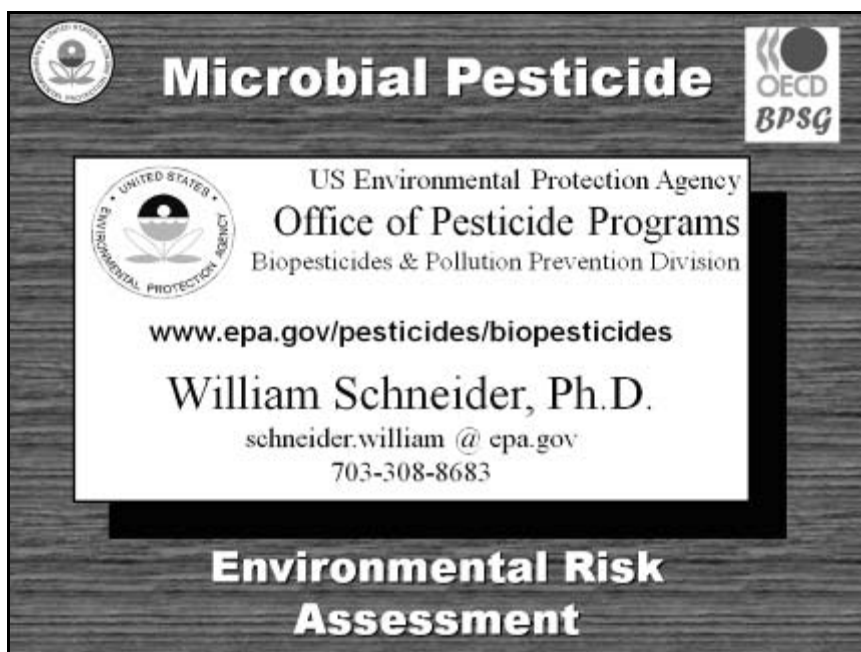 Microbial Pesticide
OECD
BPSG
UNITED STATES
ENVIRONMENTAL PROTECTION AGENCY
US Environmental Protection Agency
Office of Pesticide Programs
Biopesticides & Pollution Prevention Division
www.epa.gov/pesticides/biopesticides
William Schneider, Ph.D.
schneider.william @ epa.gov
703-308-8683
Environmental Risk
Assessment